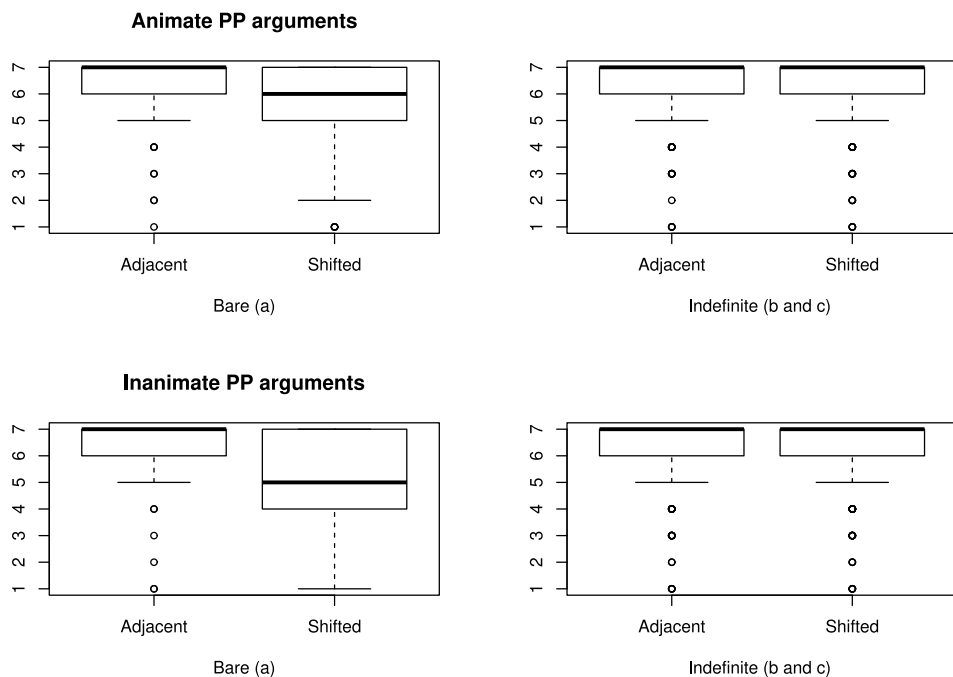 Animate PP arguments
7
6
5
4
3
2
1
Adjacent Shifted
Bare (a)
7
6
5
4
3
2
1
Adjacent Shifted
Indefinite (b and c)
Inanimate PP arguments
7
6
5
4
3
2
1
Adjacent Shifted
Bare (a)
7
6
5
4
3
2
1
Adjacent Shifted
Indefinite (b and c)